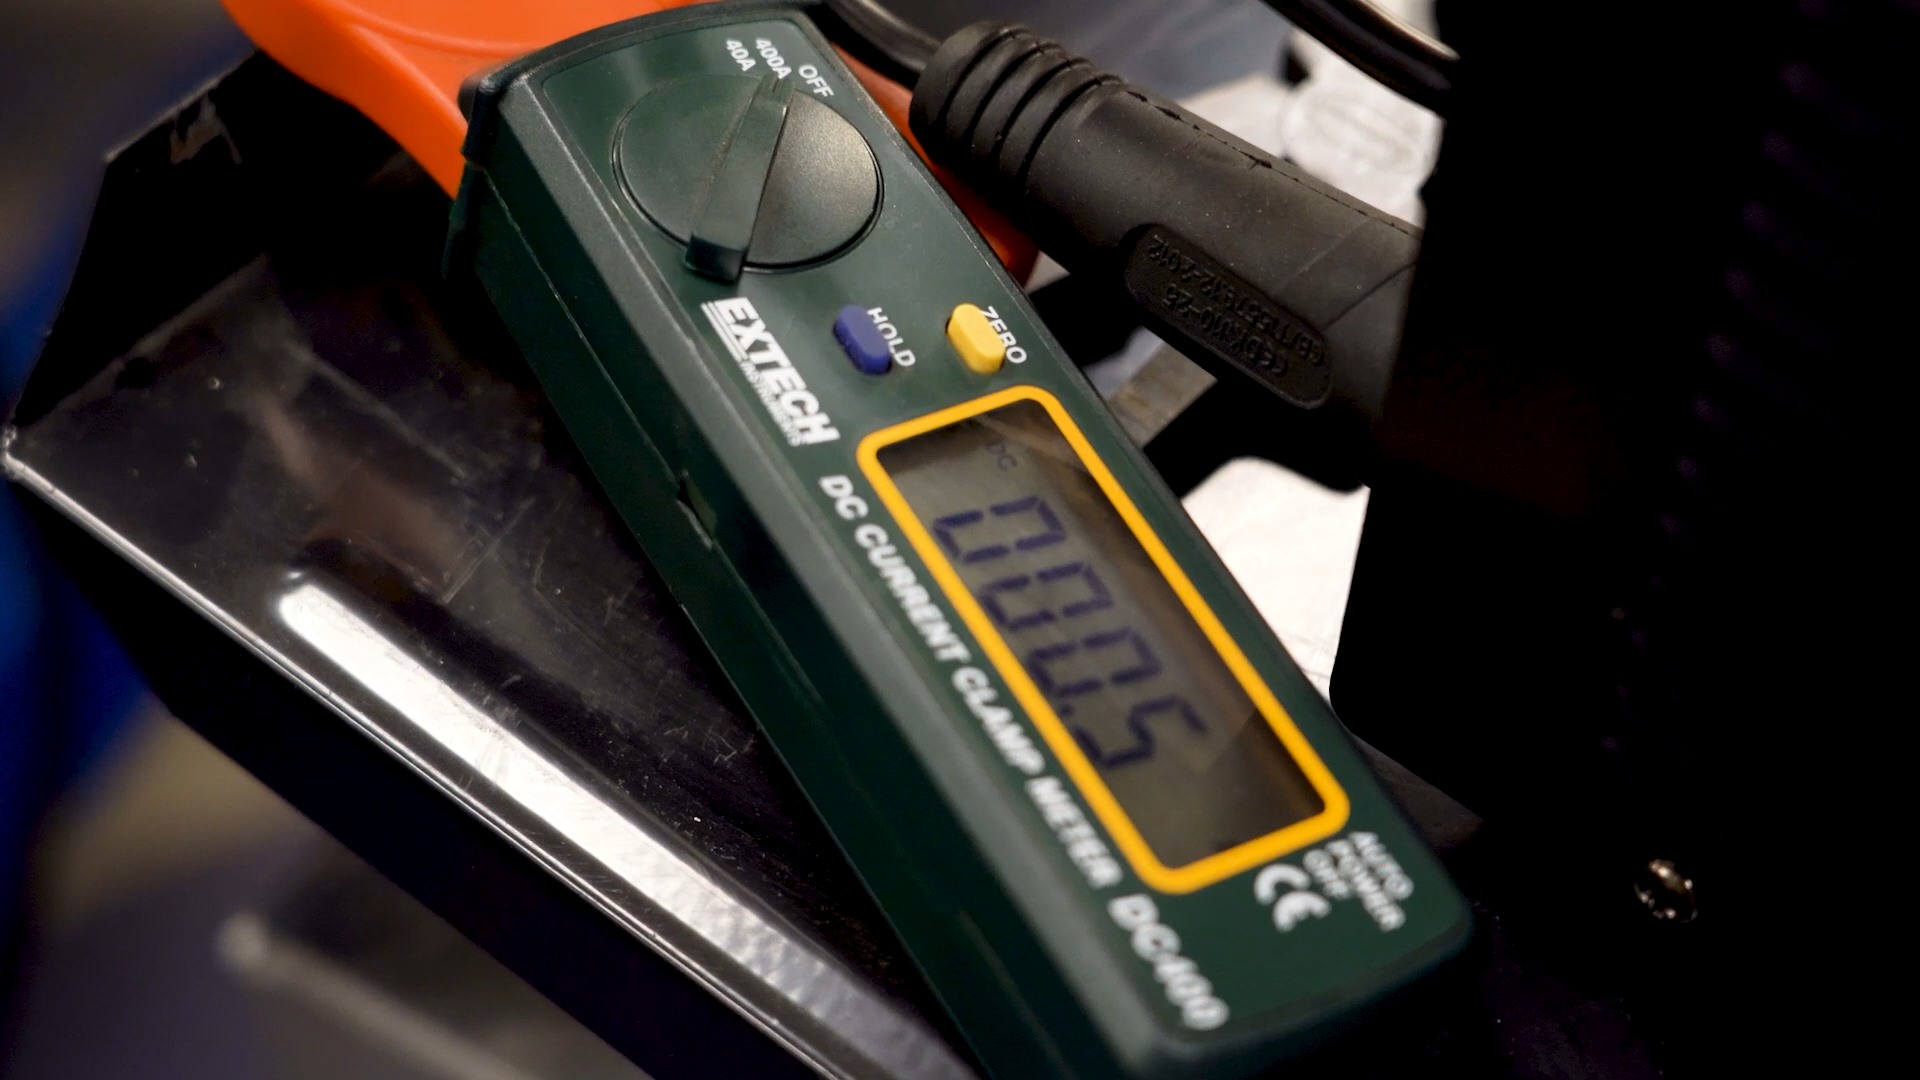 40A
400A
OFF
HOLD
ZERO
EXTECH
INSTRUMENTS
DC
000.5
DC CURRENT CLAMP METER DC400
CE
AUTO
POWER
OFF